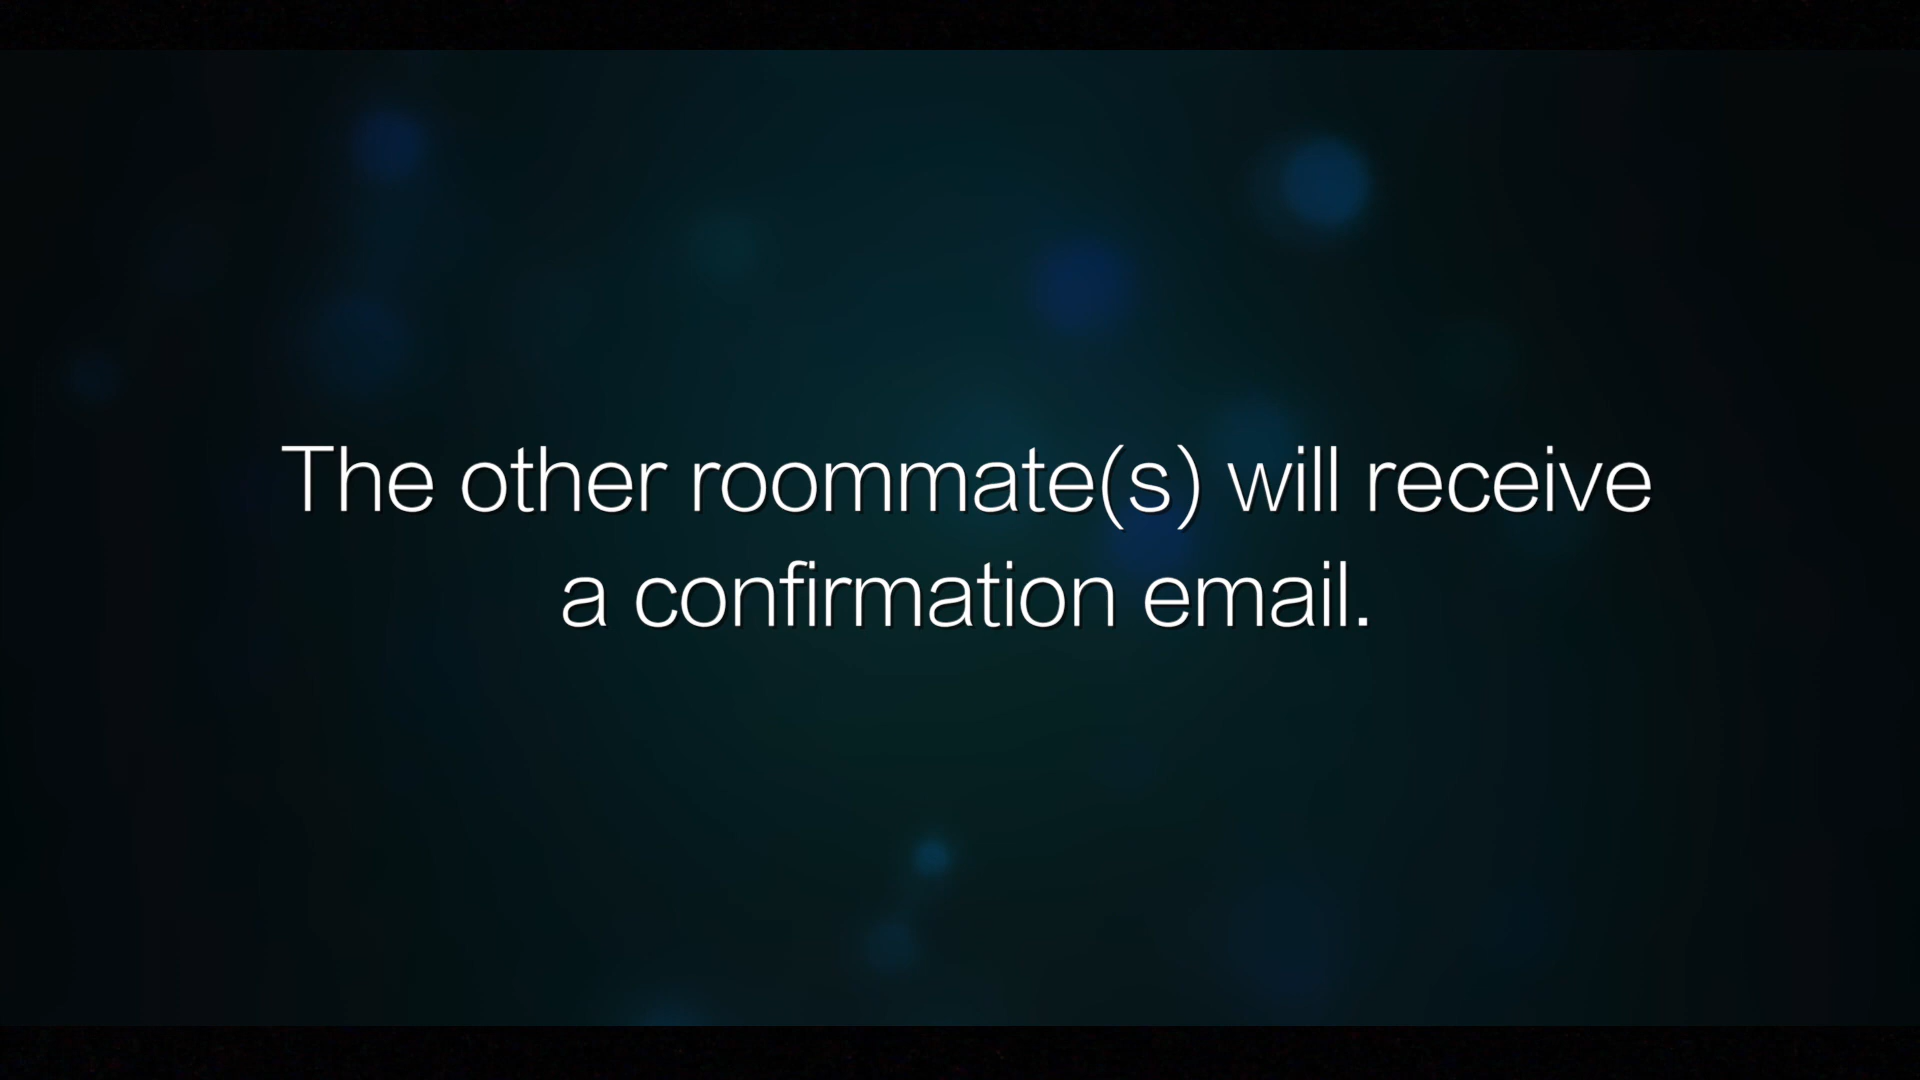 The other roommate(s) will receive
a confirmation email.